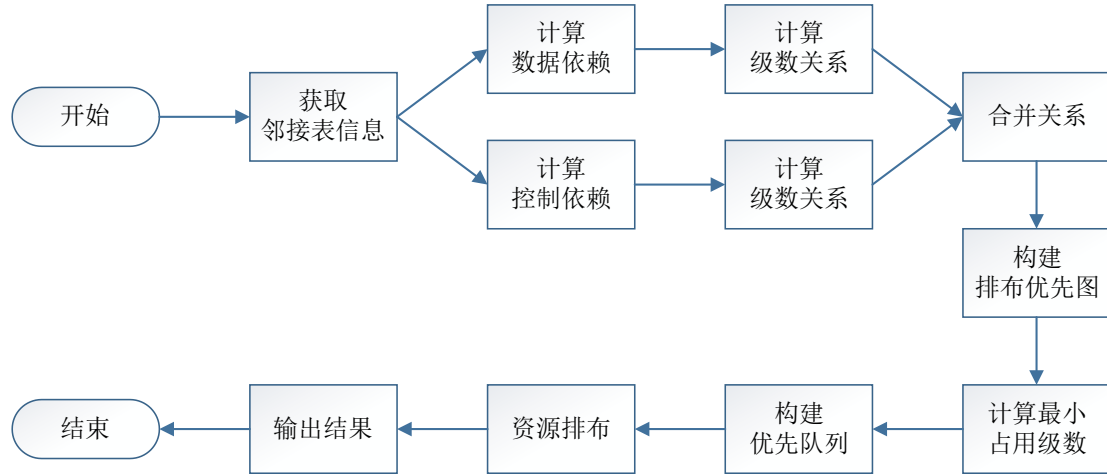 开始
获取
邻接表信息
计算
数据依赖
计算
级数关系
计算
控制依赖
计算
级数关系
合并关系
构建
排布优先图
计算最小
占用级数
构建
优先队列
资源排布
输出结果
结束